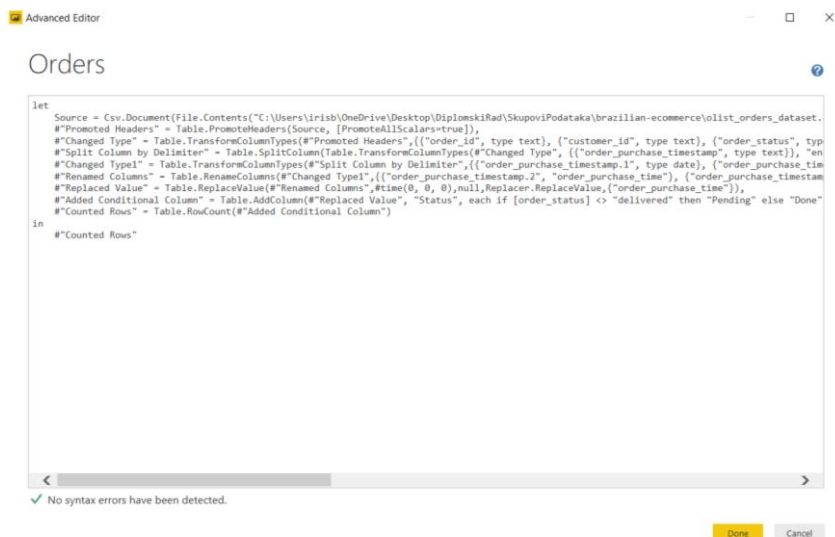 Advanced Editor
Orders
let
Source = Csv.Document(File.Contents("C:\Users\irisb\OneDrive\Desktop\DiplomskiRad\SkupoviPodataka\brazilian-ecommerce\olist_orders_dataset.
#"Promoted Headers" = Table.PromoteHeaders(Source, [PromoteAllScalars=true]),
#"Changed Type" = Table.TransformColumnTypes(#"Promoted Headers",{{"order_id", type text}, {"customer_id", type text}, {"order_status", typ
#"Split Column by Delimiter" = Table.SplitColumn(Table.TransformColumnTypes(#"Changed Type", {{"order_purchase_timestamp", type text}}, "en
#"Changed Type1" = Table.TransformColumnTypes(#"Split Column by Delimiter",{{"order_purchase_timestamp.1", type date}, {"order_purchase_tim
#"Renamed Columns" = Table.RenameColumns(#"Changed Type1",{{"order_purchase_timestamp.2", "order_purchase_time"}, {"order_purchase_timestam
#"Replaced Value" = Table.ReplaceValue(#"Renamed Columns",#time(0, 0, 0),null,Replacer.ReplaceValue,{"order_purchase_time"}),
#"Added Conditional Column" = Table.AddColumn(#"Replaced Value", "Status", each if [order_status] <> "delivered" then "Pending" else "Done"
#"Counted Rows" = Table.RowCount(#"Added Conditional Column")
in
#"Counted Rows"
No syntax errors have been detected.
Done Cancel